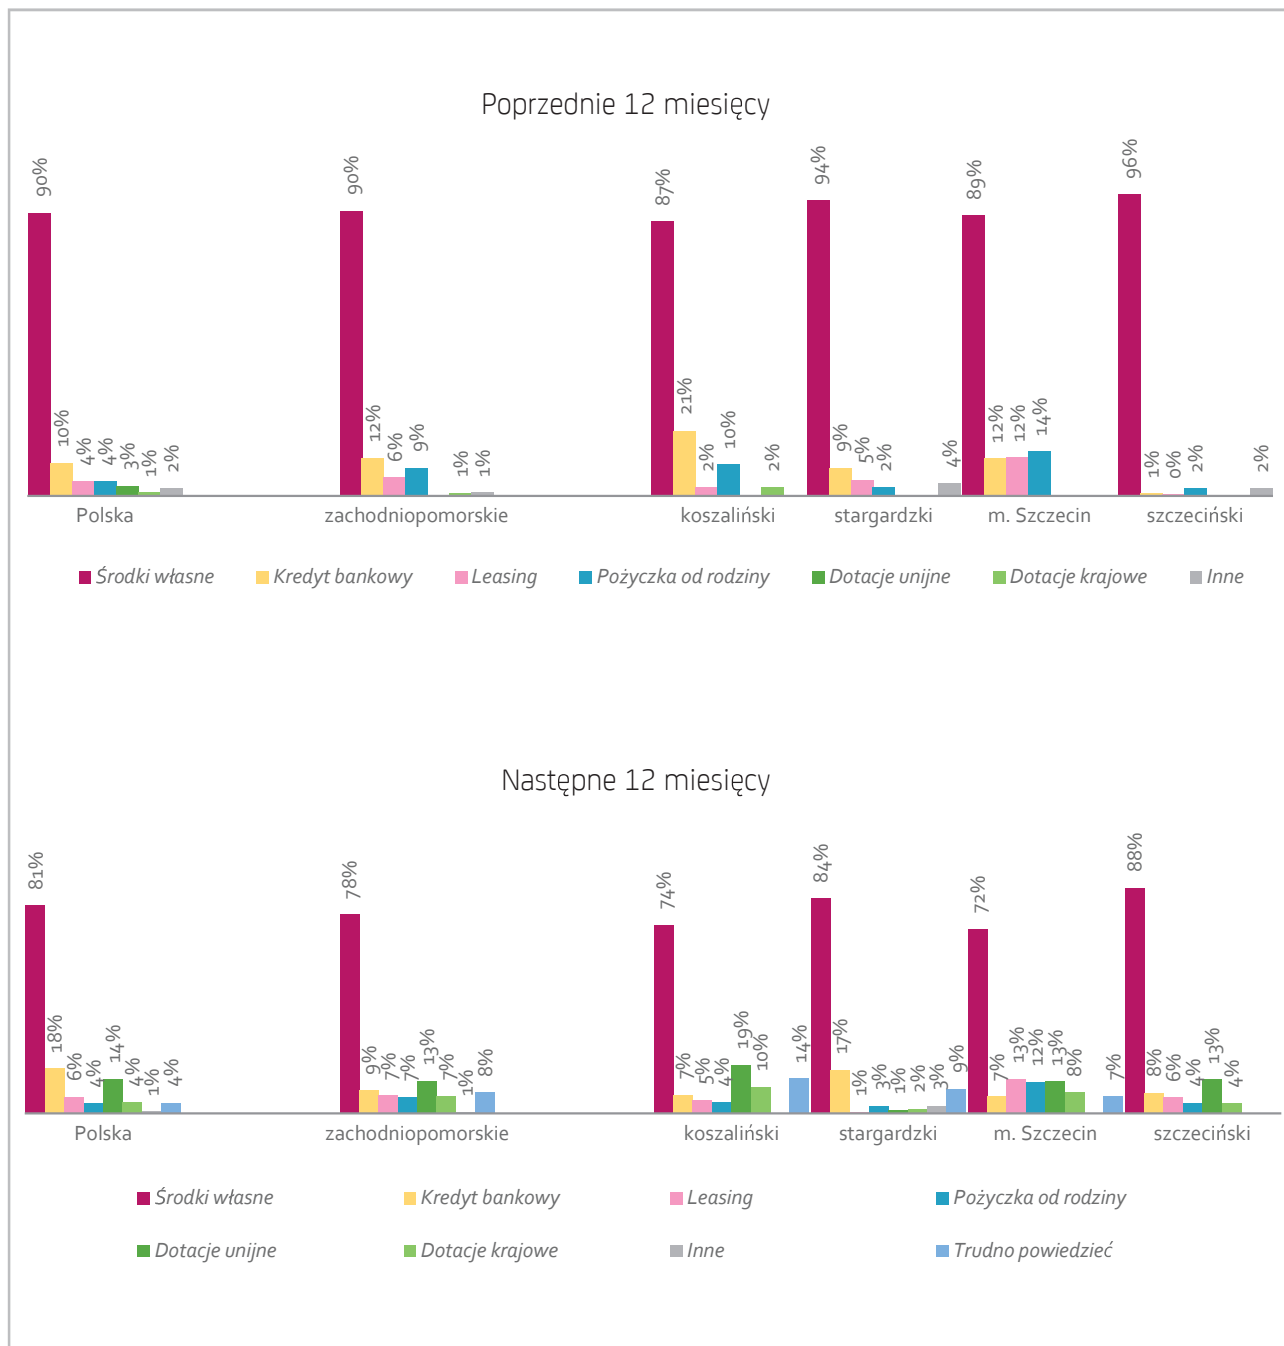 Poprzednie 12 miesięcy
90% 10% 4% 4% 3% 1% 2%
90% 12% 6% 9% 1% 1%
87% 21% 2% 10% 2%
94% 9% 5% 2% 4%
89% 12% 12% 14%
96% 1% 0% 2% 2%
Polska zachodniopomorskie koszaliński stargardzki m. Szczecin szczeciński
Środki własne Kredyt bankowy Leasing Pożyczka od rodziny Dotacje unijne Dotacje krajowe Inne
Następne 12 miesięcy
81% 18% 6% 4% 14% 4% 1% 4%
78% 9% 7% 7% 13% 7% 1% 8%
74% 7% 5% 4% 19% 10% 14%
84% 17% 1% 3% 1% 2% 3% 9%
72% 7% 13% 12% 13% 8% 7%
88% 8% 6% 4% 13% 4%
Polska zachodniopomorskie koszaliński stargardzki m. Szczecin szczeciński
Środki własne Kredyt bankowy Leasing Pożyczka od rodziny
Dotacje unijne Dotacje krajowe Inne Trudno powiedzieć